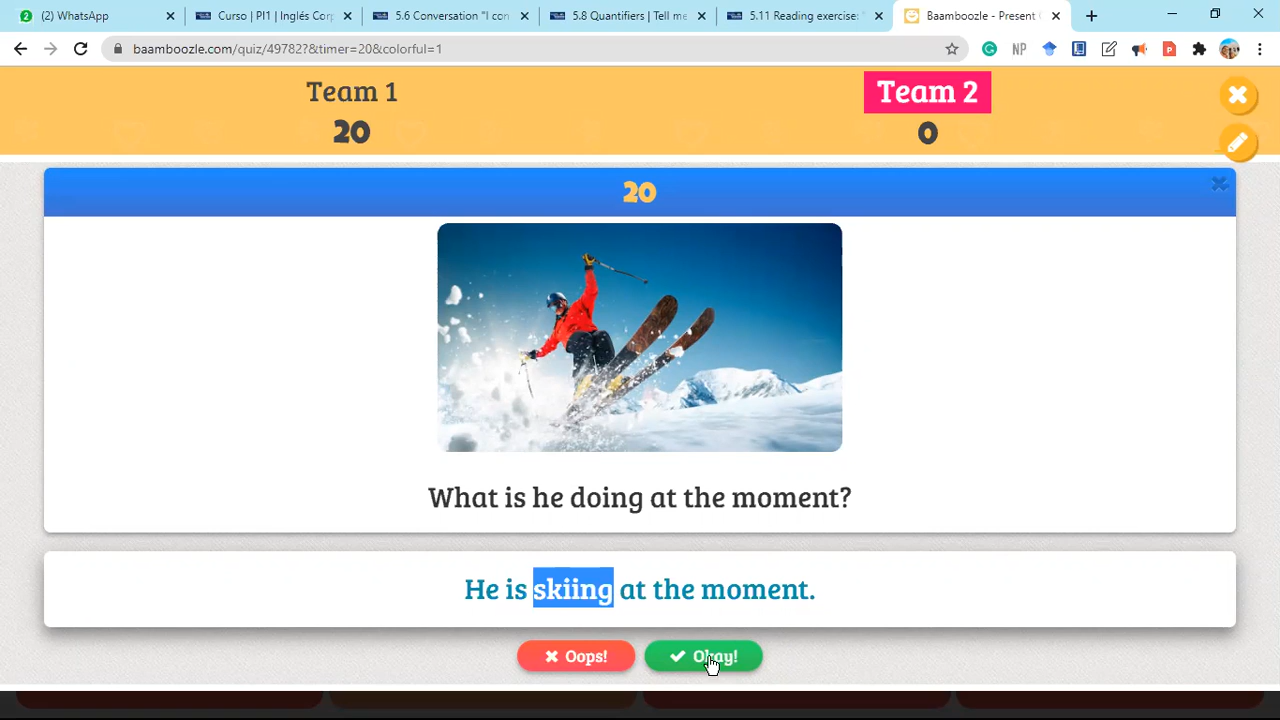 (2) WhatsApp
Curso | PI1 | Inglés Corp
5.6 Conversation "I con
5.8 Quantifiers | Tell me
5.11 Reading exercise: "
Baamboozle - Present C
baamboozle.com/quiz/49782?&timer=20&colorful=1
NP
Team 1
Team 2
20
0
20
What is he doing at the moment?
He is skiing at the moment.
Oops!
Okay!